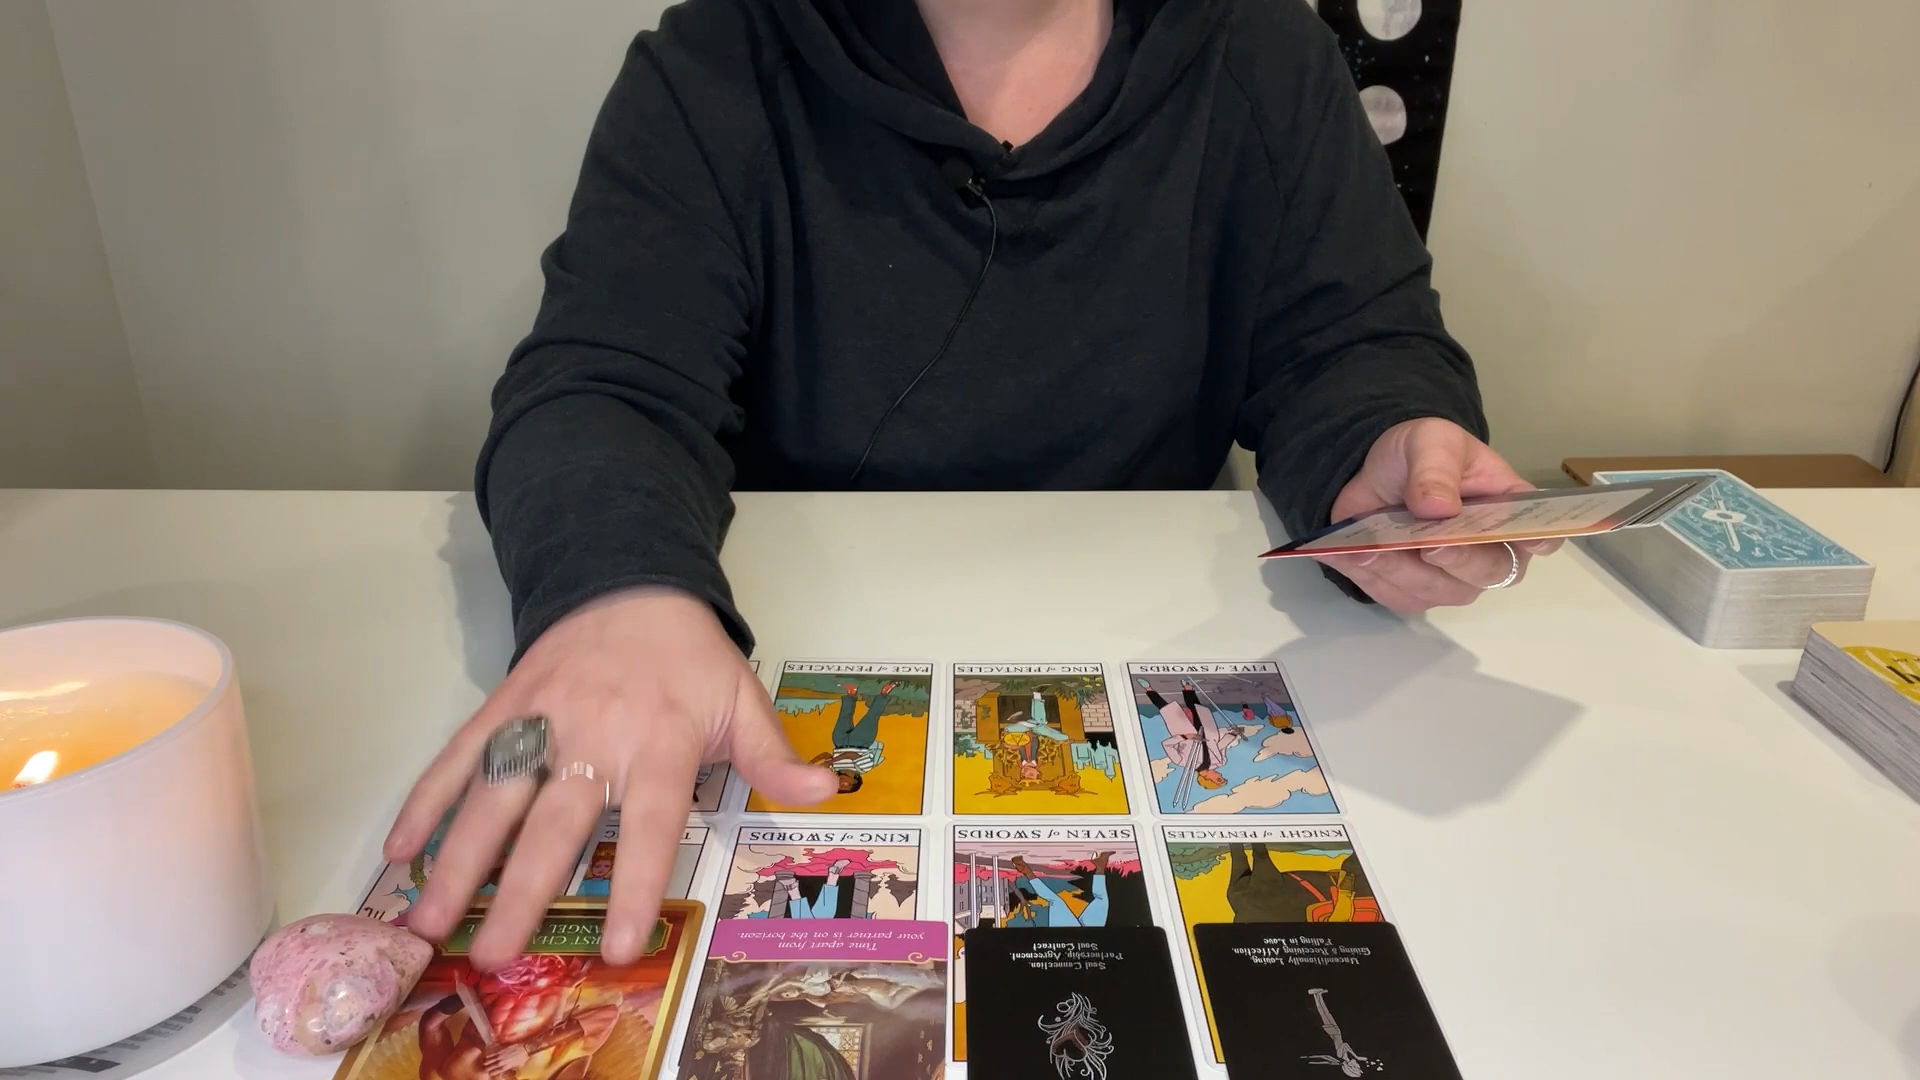 PAGE of PENTACLES
KING of PENTACLES
FIVE of SWORDS
KING of SWORDS
SEVEN of SWORDS
KNIGHT of PENTACLES
ANGEL
Time apart from
your partner is on the horizon.
Soul Connection.
Partnership. Agreement.
Soul Contract
Unconditionally Loving.
Giving & Receiving Affection.
Falling in Love